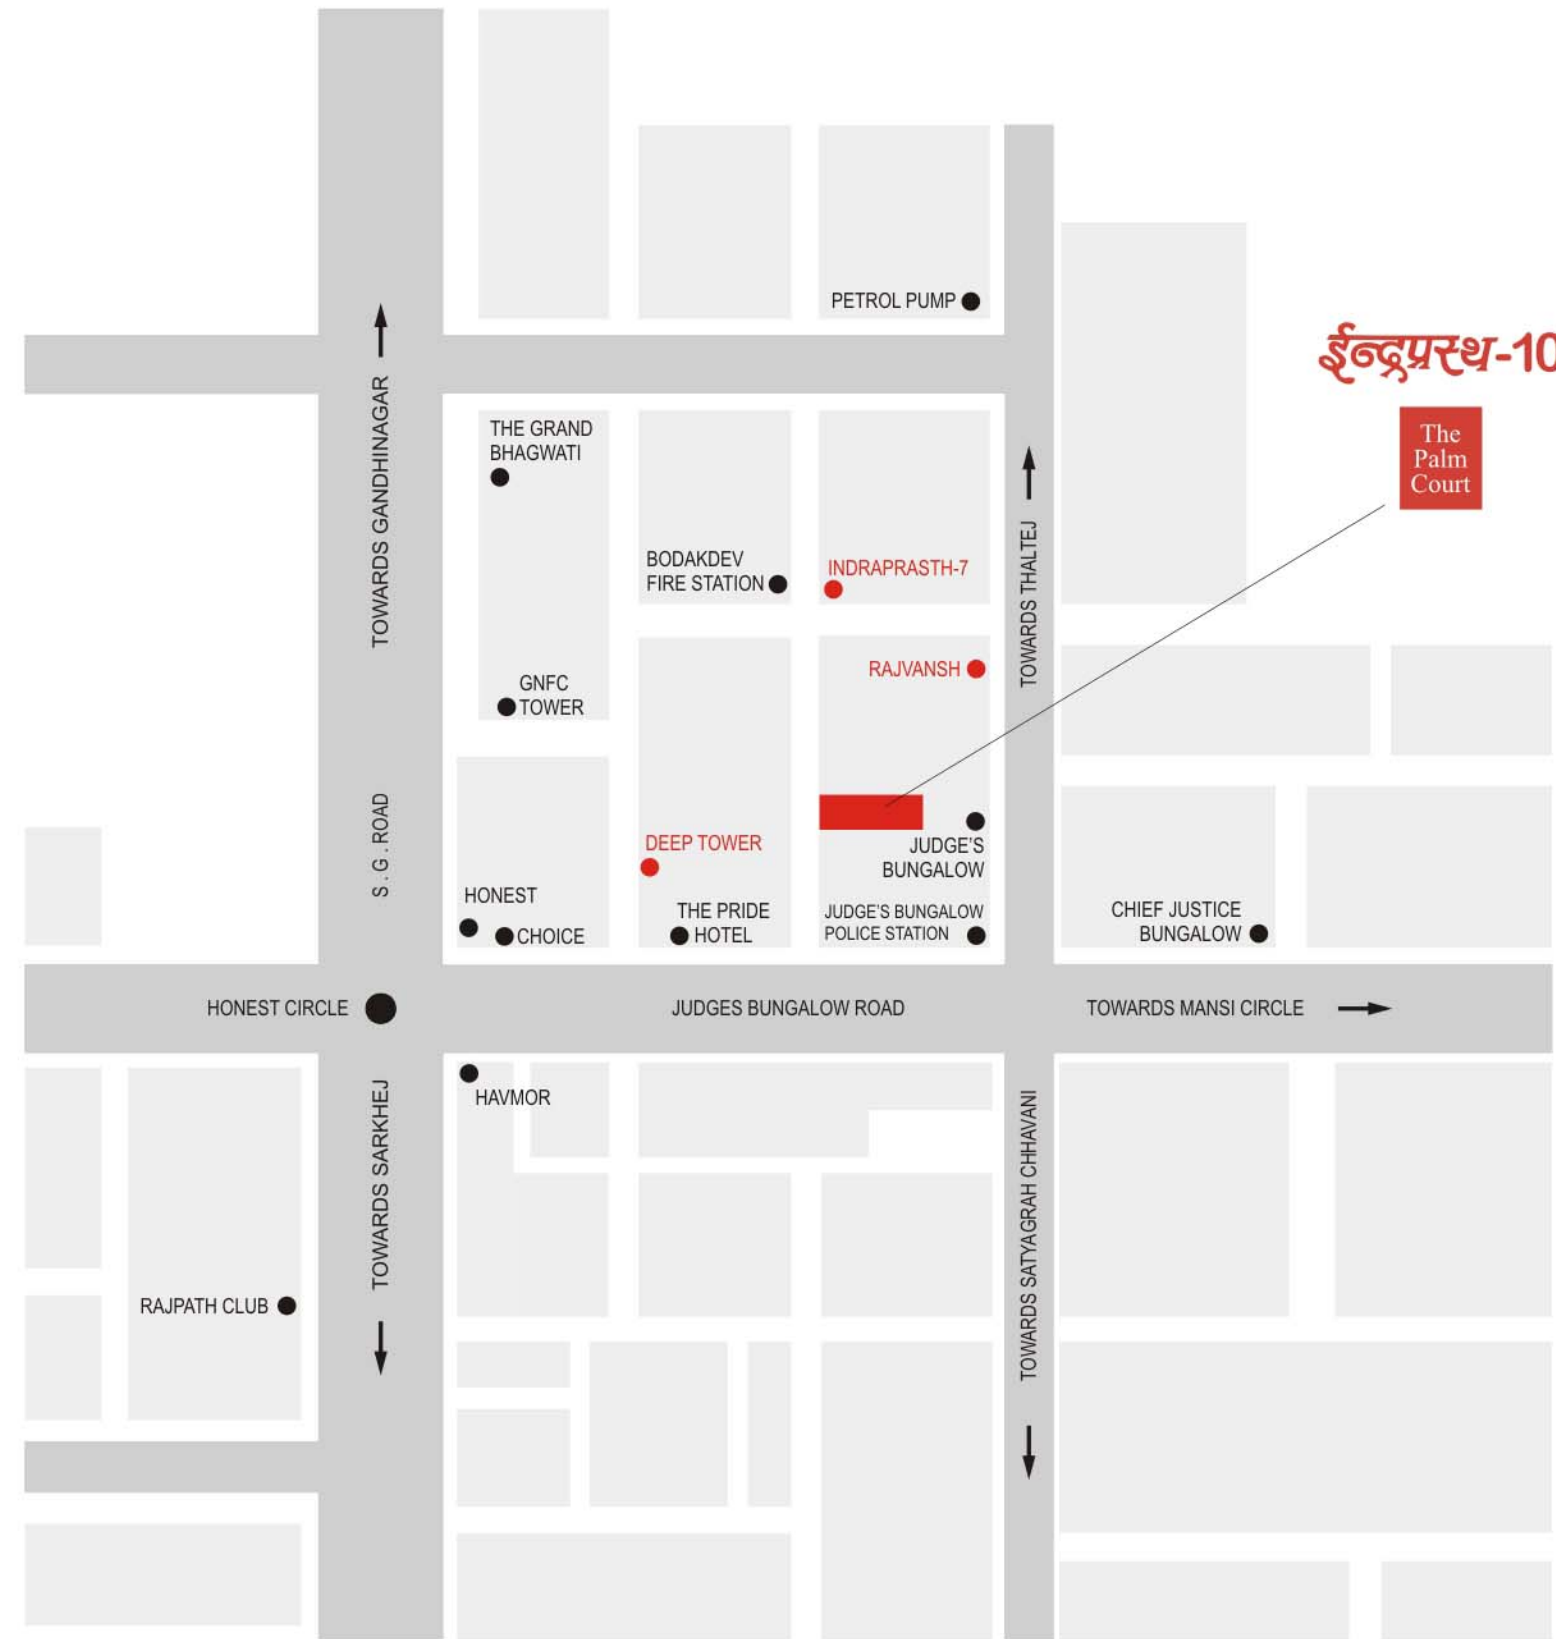 PETROL PUMP
ईन्द्रप्रस्थ-10
The
Palm
Court
TOWARDS GANDHINAGAR
THE GRAND
BHAGWATI
BODAKDEV
FIRE STATION
INDRAPRASTH-7
TOWARDS THALTEJ
RAJVANSH
GNFC
TOWER
S . G . ROAD
DEEP TOWER
JUDGE'S
BUNGALOW
HONEST
CHOICE
THE PRIDE
HOTEL
JUDGE'S BUNGALOW
POLICE STATION
CHIEF JUSTICE
BUNGALOW
HONEST CIRCLE
JUDGES BUNGALOW ROAD
TOWARDS MANSI CIRCLE
HAVMOR
TOWARDS SARKHEJ
TOWARDS SATYAGRAH CHHAVANI
RAJPATH CLUB